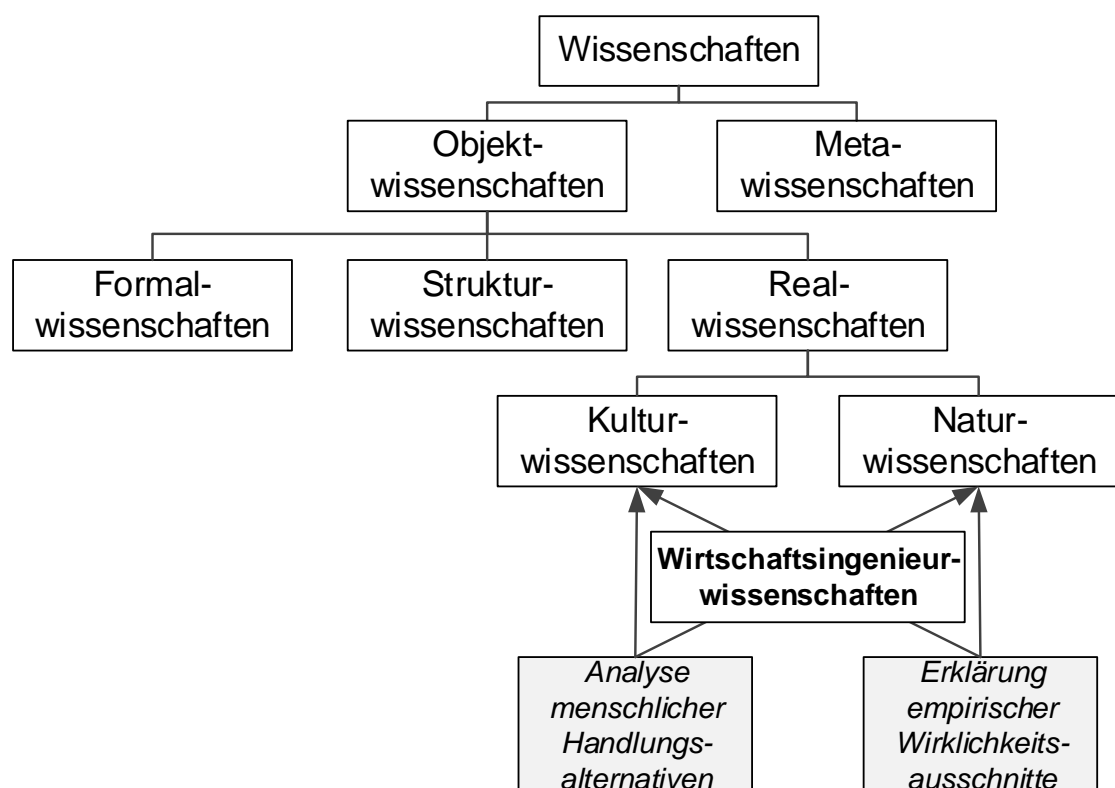 Wissenschaften
Objekt-
wissenschaften
Meta-
wissenschaften
Formal-
wissenschaften
Struktur-
wissenschaften
Real-
wissenschaften
Kultur-
wissenschaften
Natur-
wissenschaften
Wirtschaftsingenieur-
wissenschaften
Analyse
menschlicher
Handlungs-
alternativen
Erklärung
empirischer
Wirklichkeits-
ausschnitte